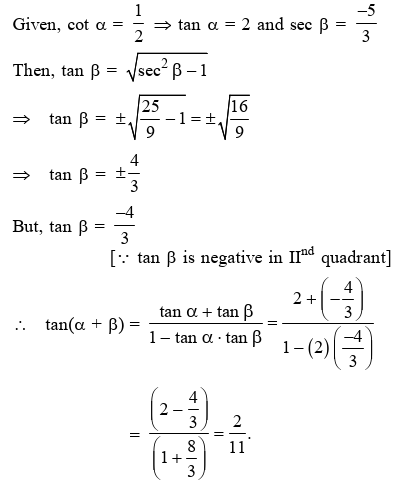 Given, cot α = 1/2 ⇒ tan α = 2 and sec β = −5/3
Then, tan β = √(sec² β − 1)
⇒ tan β = ±√(25/9 − 1) = ±√(16/9)
⇒ tan β = ±4/3
But, tan β = −4/3
[∵ tan β is negative in IInd quadrant]
∴ tan(α + β) = (tan α + tan β)/(1 − tan α · tan β) = (2 + (−4/3))/(1 − (2)(−4/3))
= (2 − 4/3)/(1 + 8/3) = 2/11.